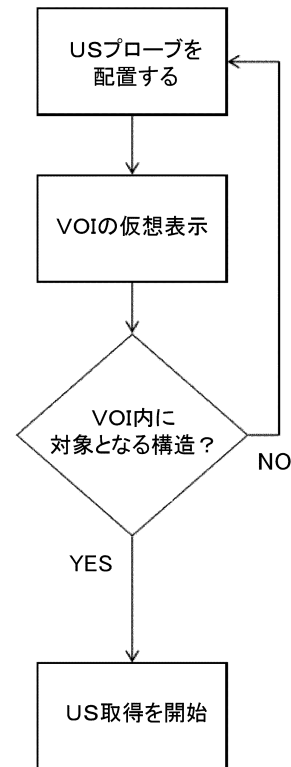 USプローブを
配置する
VOIの仮想表示
VOI内に
対象となる構造？
NO
YES
US取得を開始